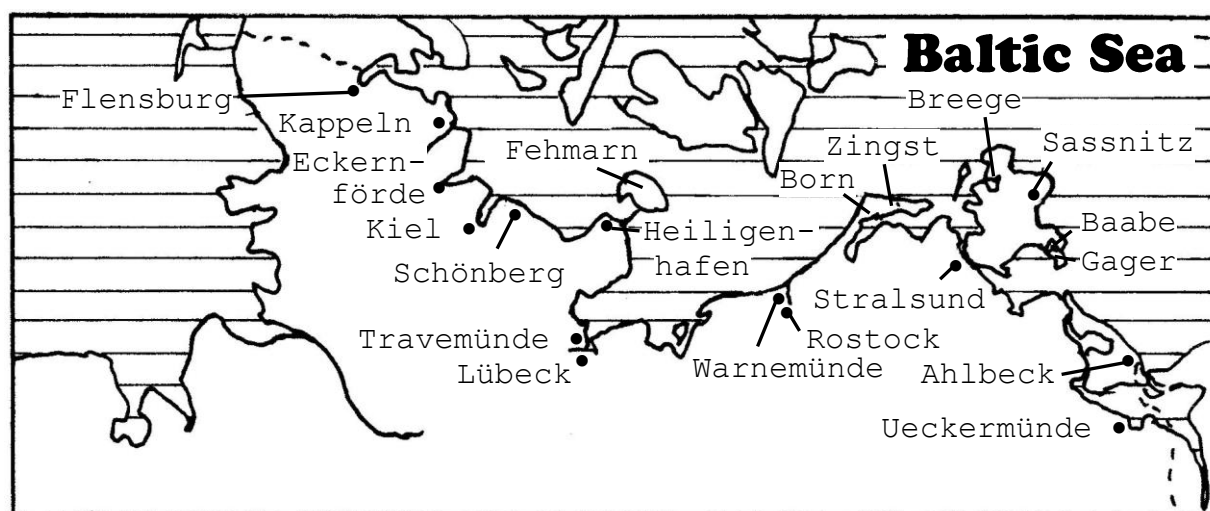 Baltic Sea
Flensburg
Breege
Kappeln
Fehmarn
Zingst
Sassnitz
Eckern-
förde
Born
Kiel
Heiligen-
hafen
Baabe
Schönberg
Gager
Stralsund
Travemünde
Rostock
Lübeck
Warnemünde
Ahlbeck
Ueckermünde